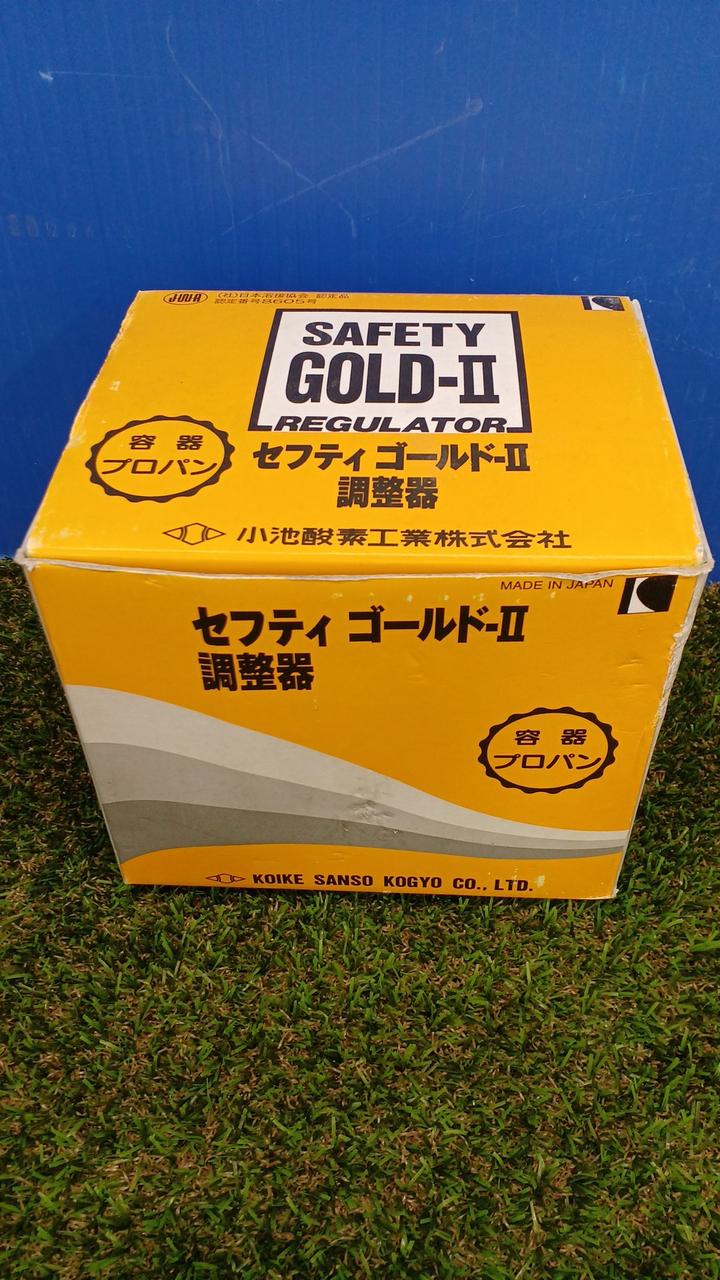 JWA
(社)日本溶接協会 認定品
認定番号8605号
SAFETY
GOLD-II
REGULATOR
容器
プロパン
セフティ ゴールド-II
調整器
小池酸素工業株式会社
MADE IN JAPAN
セフティ ゴールド-II
調整器
容器
プロパン
KOIKE SANSO KOGYO CO., LTD.